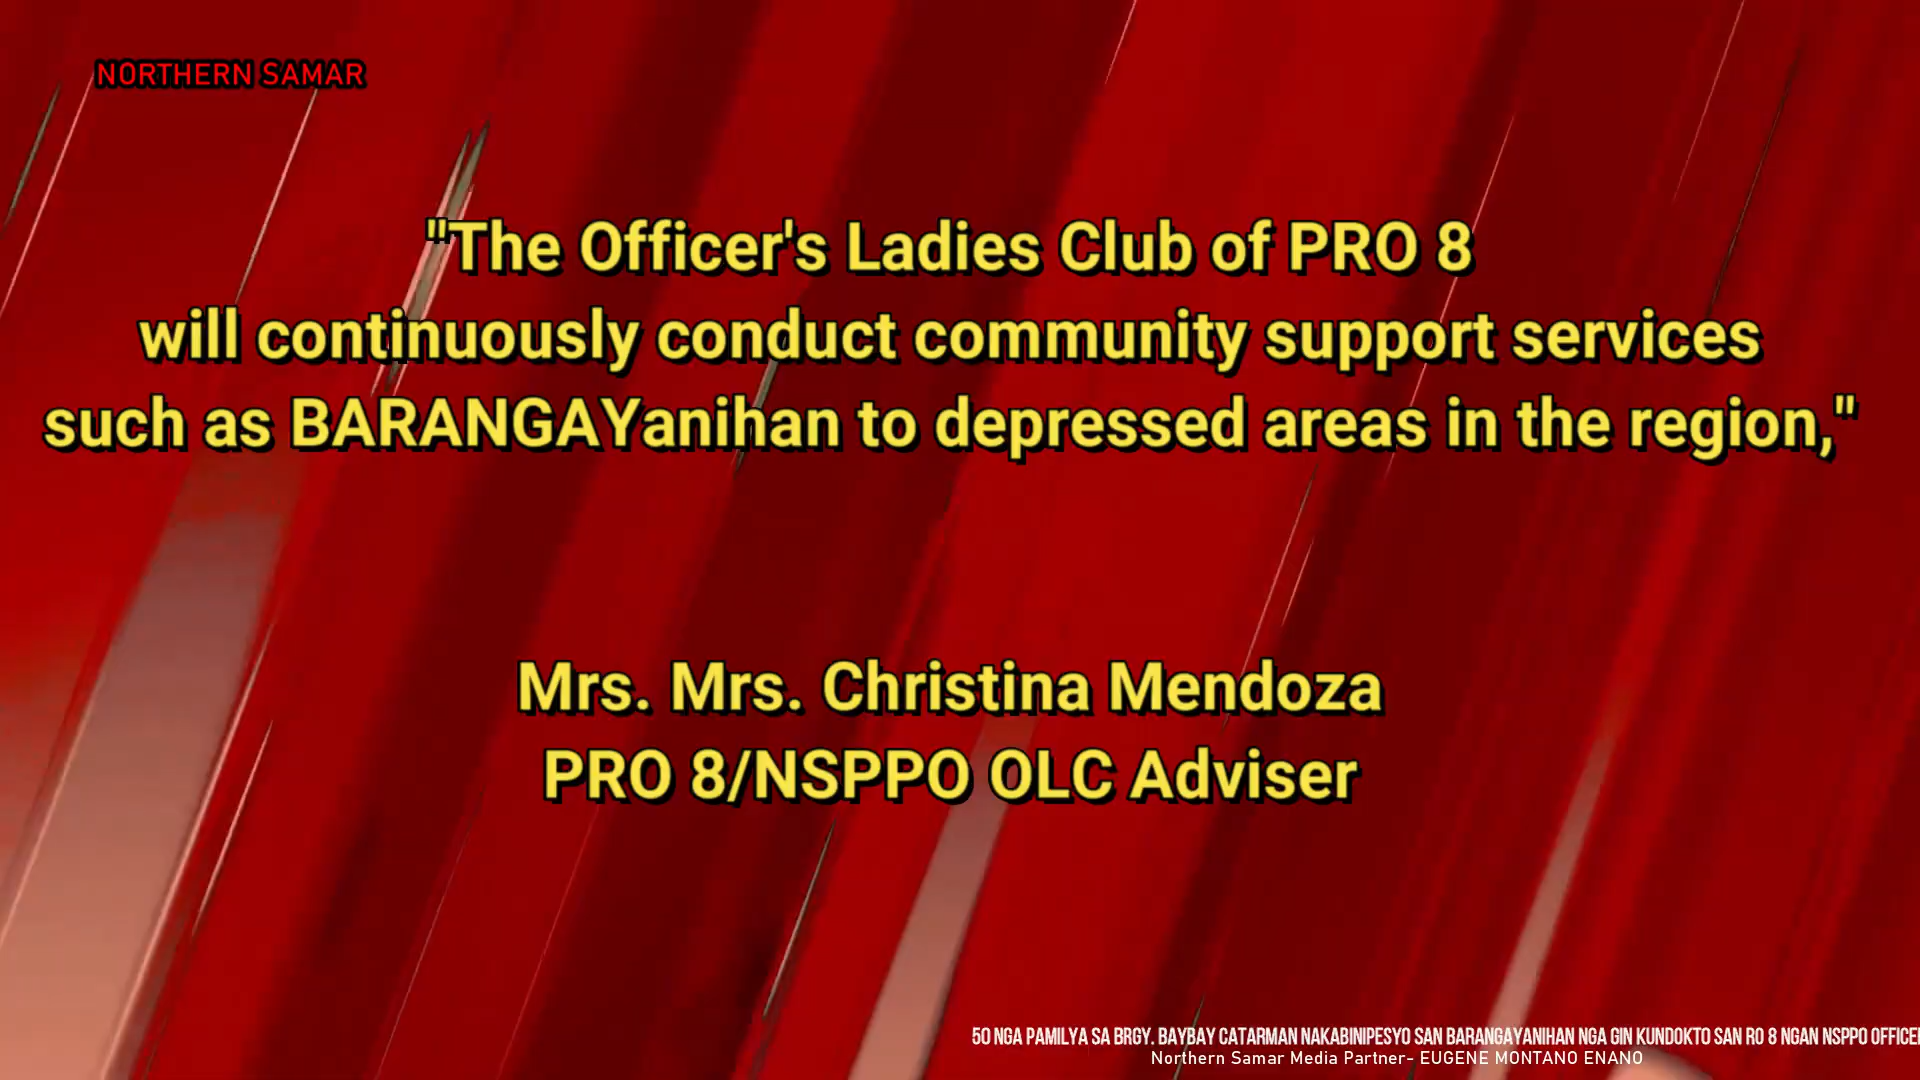 NORTHERN SAMAR
"The Officer's Ladies Club of PRO 8
will continuously conduct community support services
such as BARANGAYanihan to depressed areas in the region,"
Mrs. Mrs. Christina Mendoza
PRO 8/NSPPO OLC Adviser
50 NGA PAMILYA SA BRGY. BAYBAY CATARMAN NAKABINIPESYO SAN BARANGAYANIHAN NGA GIN KUNDOKTO SAN RO 8 NGAN NSPPO OFFICE
Northern Samar Media Partner- EUGENE MONTANO ENANO